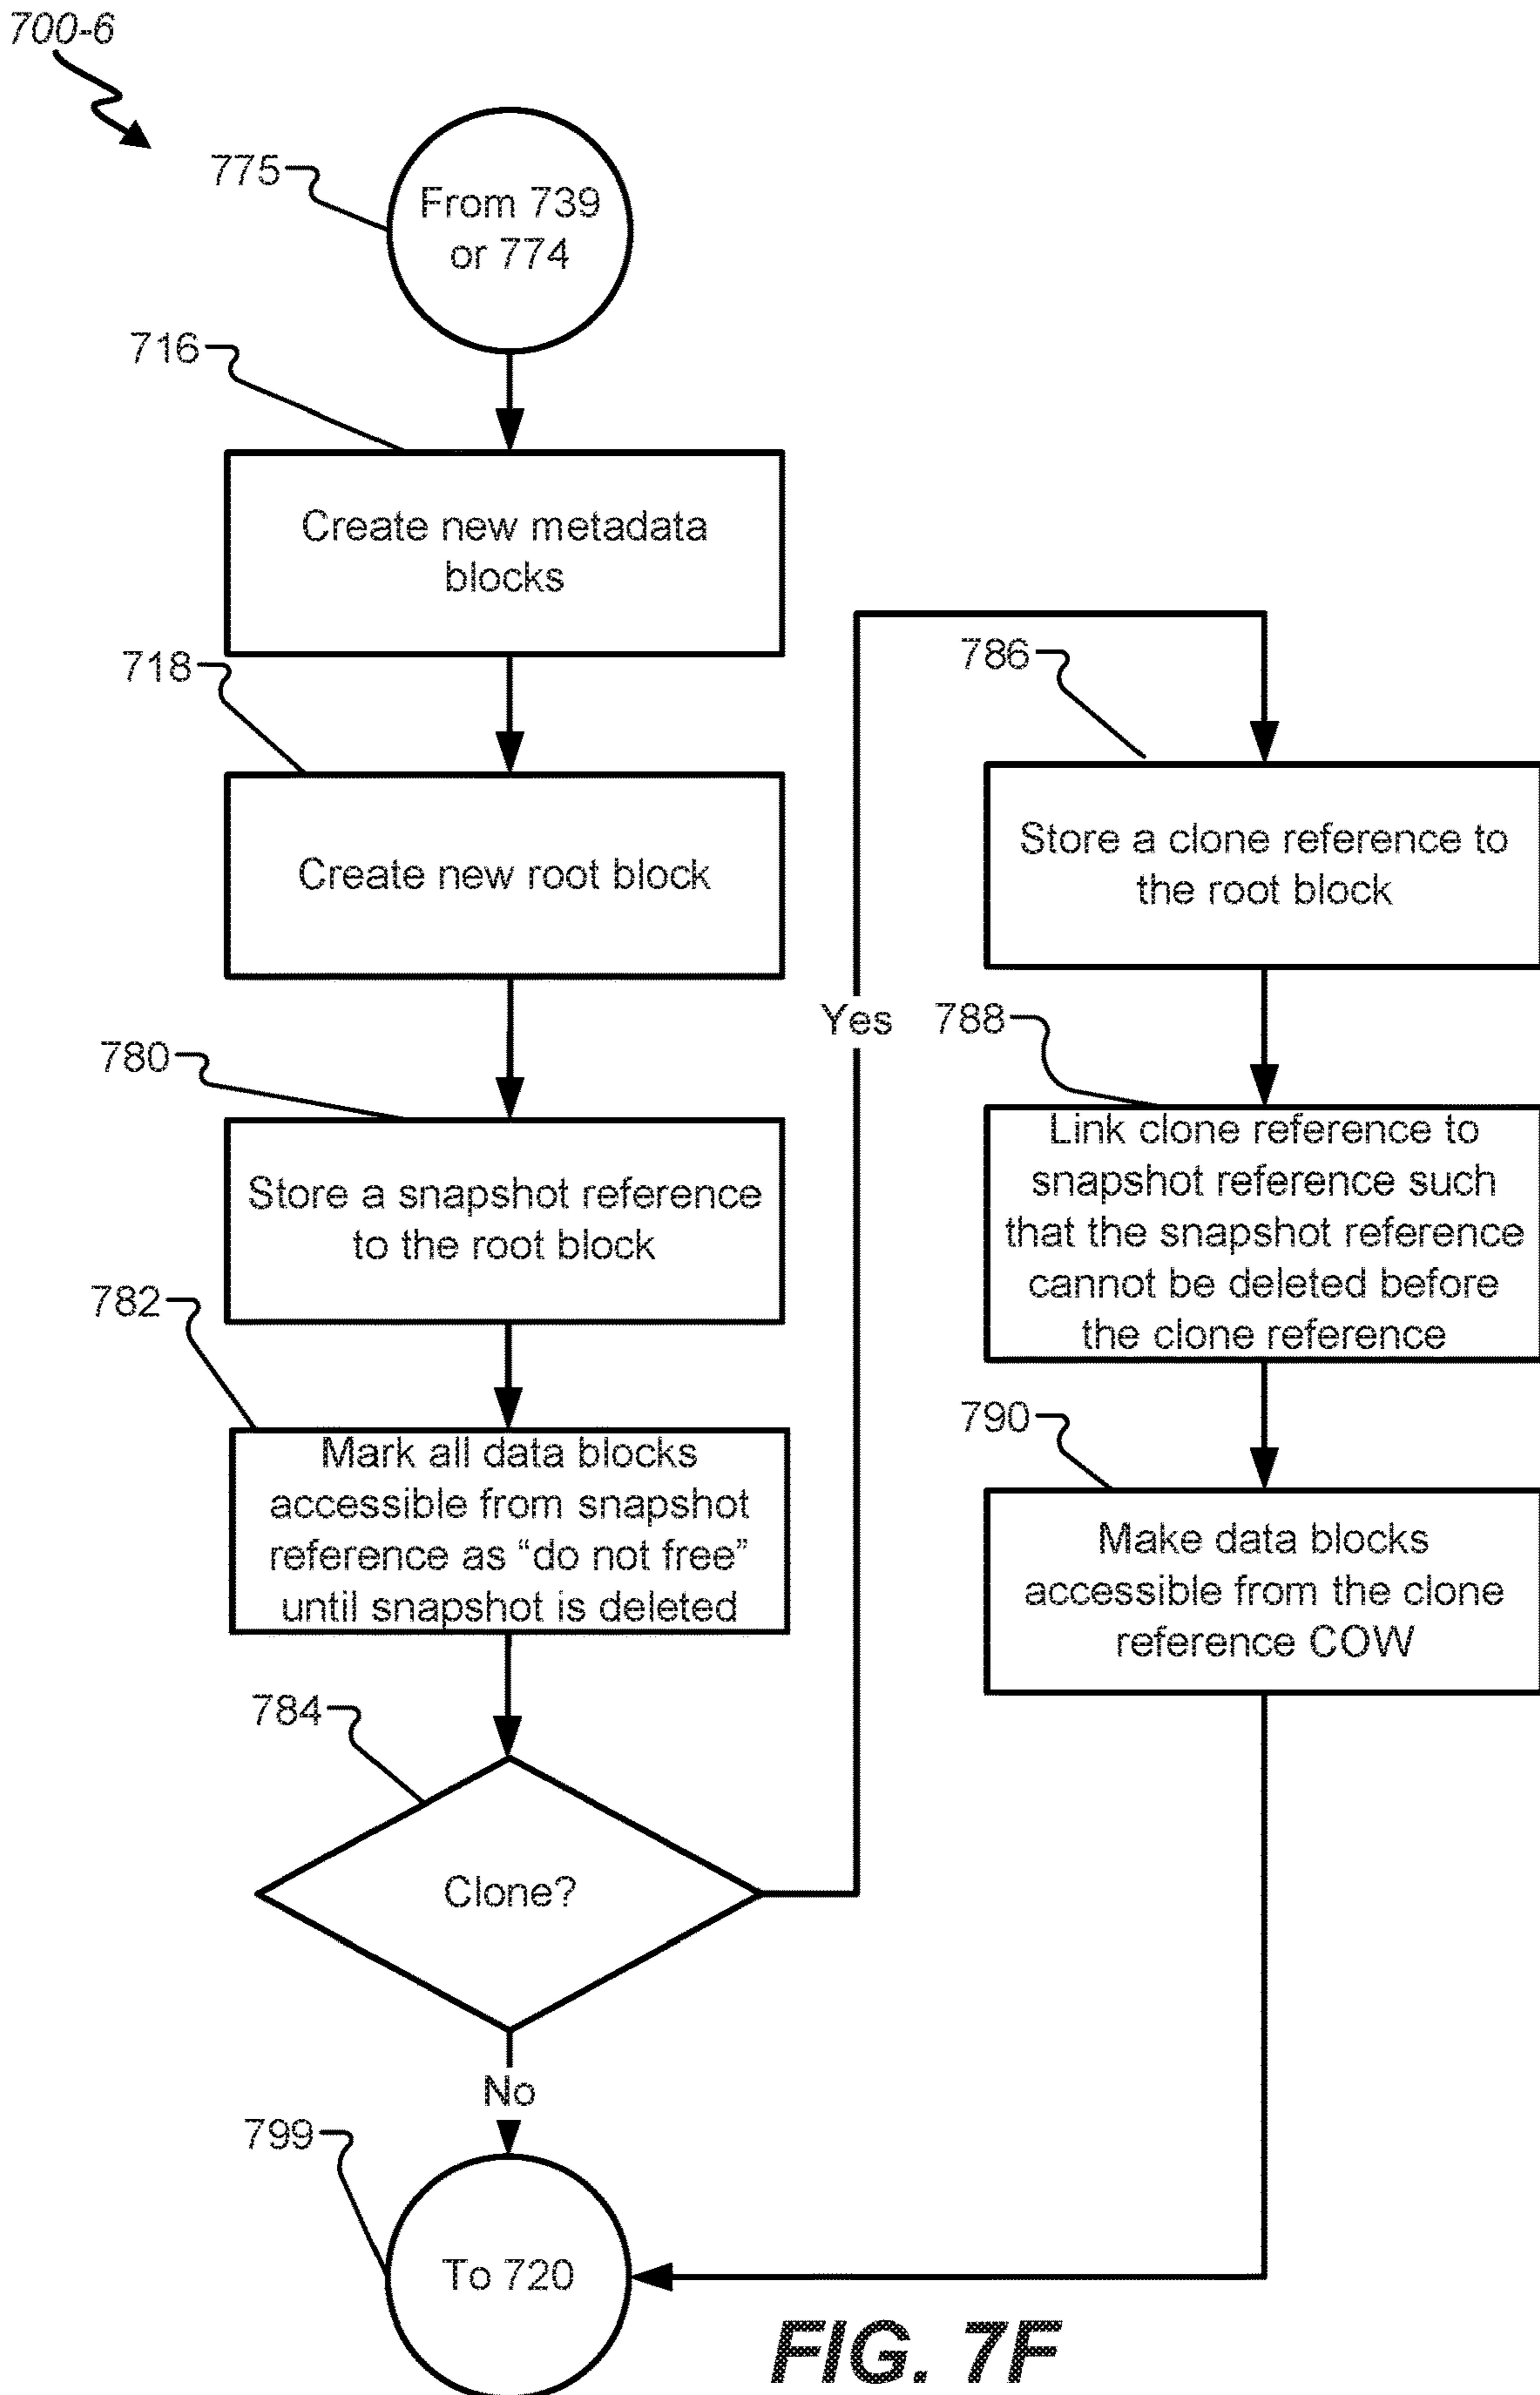 700-6
775
From 739
or 774
716
Create new metadata
blocks
718
Create new root block
780
Store a snapshot reference
to the root block
782
Mark all data blocks
accessible from snapshot
reference as “do not free”
until snapshot is deleted
784
Clone?
No
799
To 720
Yes
786
Store a clone reference to
the root block
788
Link clone reference to
snapshot reference such
that the snapshot reference
cannot be deleted before
the clone reference
790
Make data blocks
accessible from the clone
reference COW
FIG. 7F